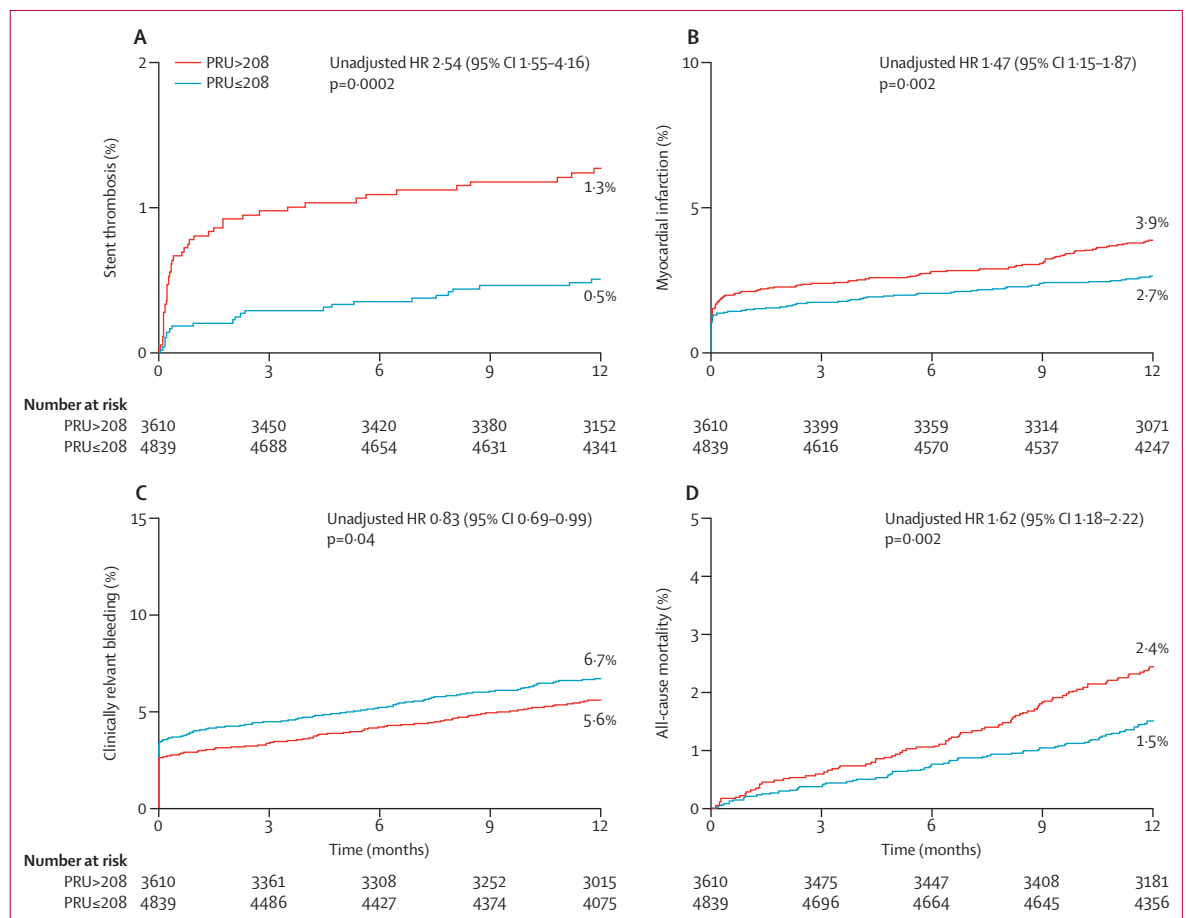 A
PRU>208
PRU≤208
Unadjusted HR 2·54 (95% CI 1·55–4·16)
p=0·0002
2
1
0
Stent thrombosis (%)
1·3%
0·5%
0 3 6 9 12
B
Unadjusted HR 1·47 (95% CI 1·15–1·87)
p=0·002
10
5
0
Myocardial infarction (%)
3·9%
2·7%
0 3 6 9 12
Number at risk
PRU>208 3610 3450 3420 3380 3152
PRU≤208 4839 4688 4654 4631 4341
3610 3399 3359 3314 3071
4839 4616 4570 4537 4247
C
Unadjusted HR 0·83 (95% CI 0·69–0·99)
p=0·04
15
10
5
0
Clinically relvant bleeding (%)
6·7%
5·6%
0 3 6 9 12
Time (months)
D
Unadjusted HR 1·62 (95% CI 1·18–2·22)
p=0·002
5
4
3
2
1
0
All-cause mortality (%)
2·4%
1·5%
0 3 6 9 12
Time (months)
Number at risk
PRU>208 3610 3361 3308 3252 3015
PRU≤208 4839 4486 4427 4374 4075
3610 3475 3447 3408 3181
4839 4696 4664 4645 4356